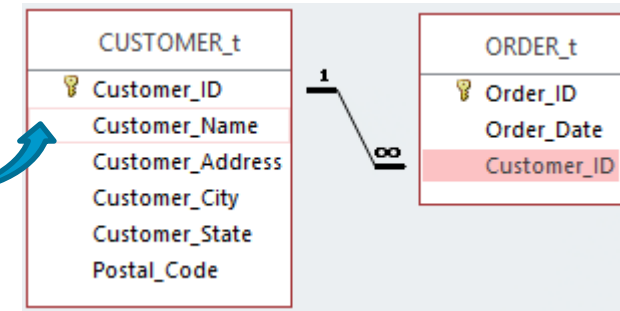 CUSTOMER_t
Customer_ID
Customer_Name
Customer_Address
Customer_City
Customer_State
Postal_Code
1
∞
ORDER_t
Order_ID
Order_Date
Customer_ID